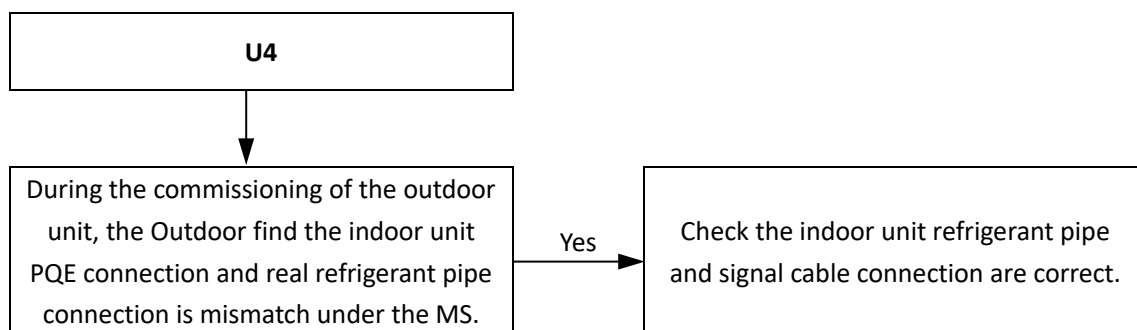 U4
During the commissioning of the outdoor
unit, the Outdoor find the indoor unit
PQE connection and real refrigerant pipe
connection is mismatch under the MS.
Yes
Check the indoor unit refrigerant pipe
and signal cable connection are correct.